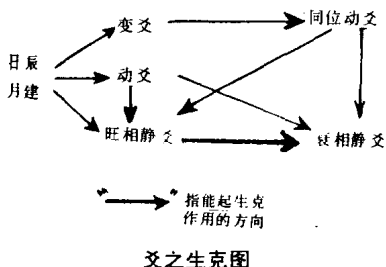 变爻 同位动爻
日辰
月建
动爻
旺相静爻 衰相静爻
" " 指能起生克
作用的方向
爻之生克图